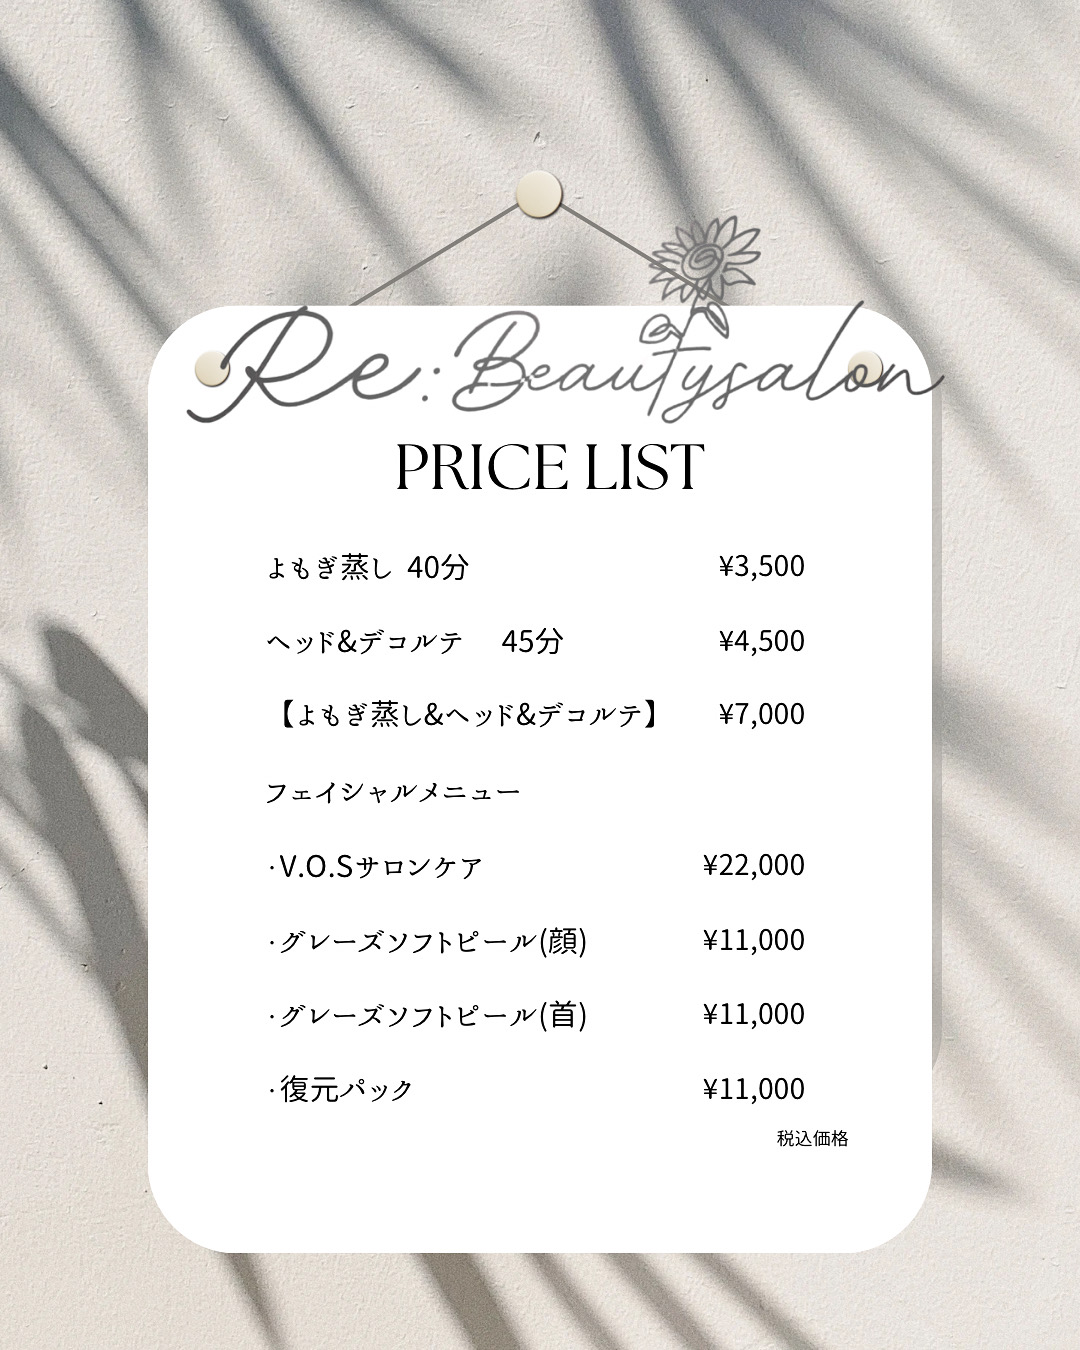 Re:Beautysalon
PRICE LIST
よもぎ蒸し 40分 ¥3,500
ヘッド&デコルテ 45分 ¥4,500
【よもぎ蒸し&ヘッド&デコルテ】 ¥7,000
フェイシャルメニュー
·V.O.Sサロンケア ¥22,000
·グレーズソフトピール(顔) ¥11,000
·グレーズソフトピール(首) ¥11,000
·復元パック ¥11,000
税込価格